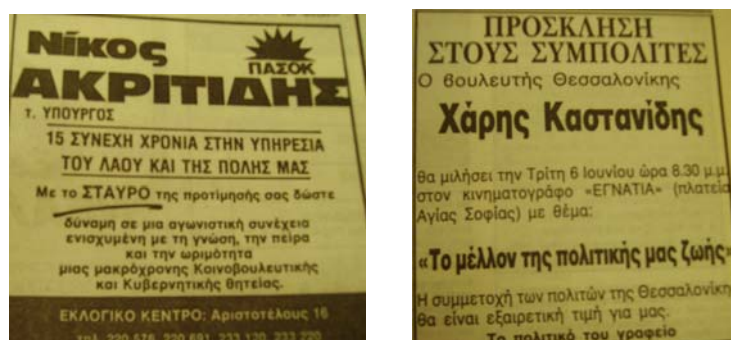 Νίκος
ΠΑΣΟΚ
ΑΚΡΙΤΙΔΗΣ
τ. ΥΠΟΥΡΓΟΣ
15 ΣΥΝΕΧΗ ΧΡΟΝΙΑ ΣΤΗΝ ΥΠΗΡΕΣΙΑ
ΤΟΥ ΛΑΟΥ ΚΑΙ ΤΗΣ ΠΟΛΗΣ ΜΑΣ
Με το ΣΤΑΥΡΟ της προτίμησής σας δώστε
δύναμη σε μια αγωνιστική συνέχεια
ενισχυμένη με τη γνώση, την πείρα
και την ωριμότητα
μιας μακρόχρονης Κοινοβουλευτικής
και Κυβερνητικής θητείας.
ΕΚΛΟΓΙΚΟ ΚΕΝΤΡΟ: Αριστοτέλους 16
ΠΡΟΣΚΛΗΣΗ
ΣΤΟΥΣ ΣΥΜΠΟΛΙΤΕΣ
Ο βουλευτής Θεσσαλονίκης
Χάρης Καστανίδης
θα μιλήσει την Τρίτη 6 Ιουνίου ώρα 8.30 μ.μ.
στον κινηματογράφο «ΕΓΝΑΤΙΑ» (πλατεία
Αγίας Σοφίας) με θέμα:
«Το μέλλον της πολιτικής μας ζωής»
Η συμμετοχή των πολιτών της Θεσσαλονίκη
θα είναι εξαιρετική τιμή για μας.
Το πολιτικό του γραφείο